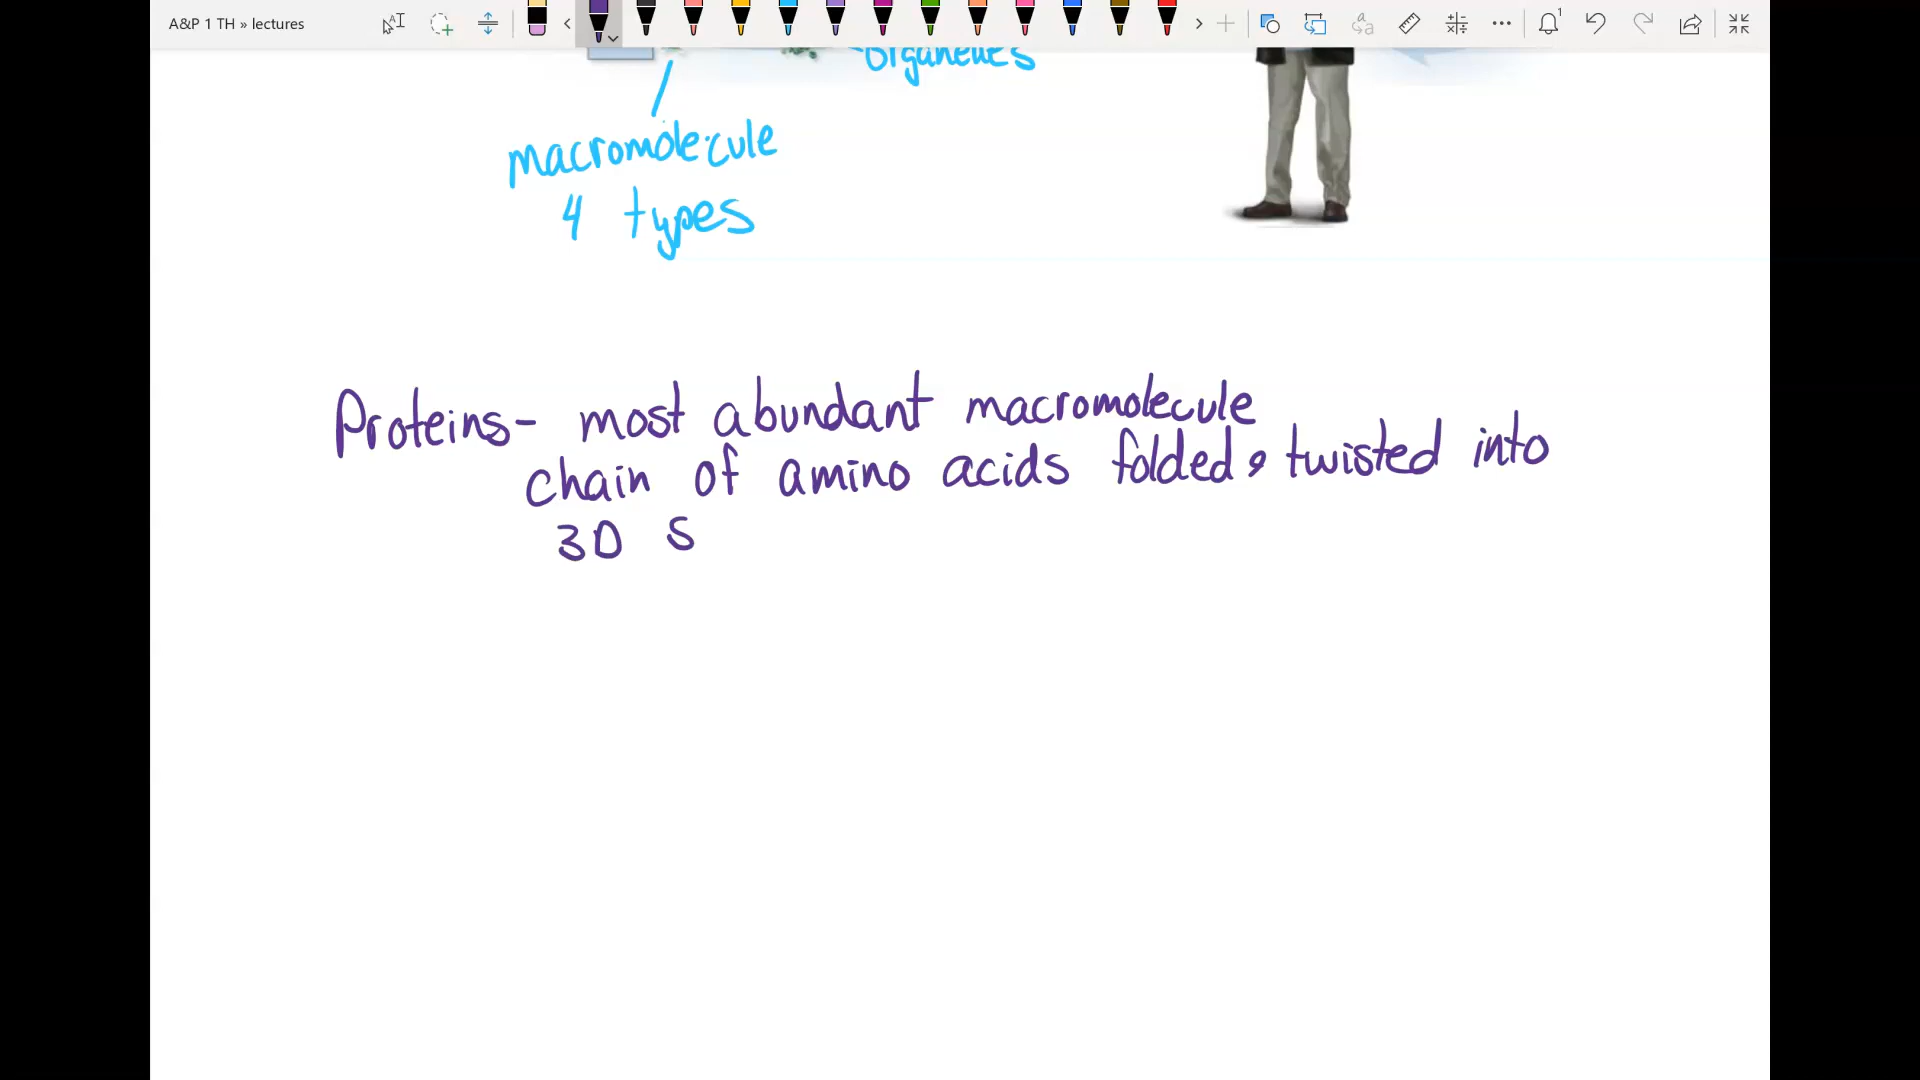 A&P 1 TH » lectures
organelles
macromolecule
4 types
Proteins- most abundant macromolecule
chain of amino acids folded & twisted into
3D s